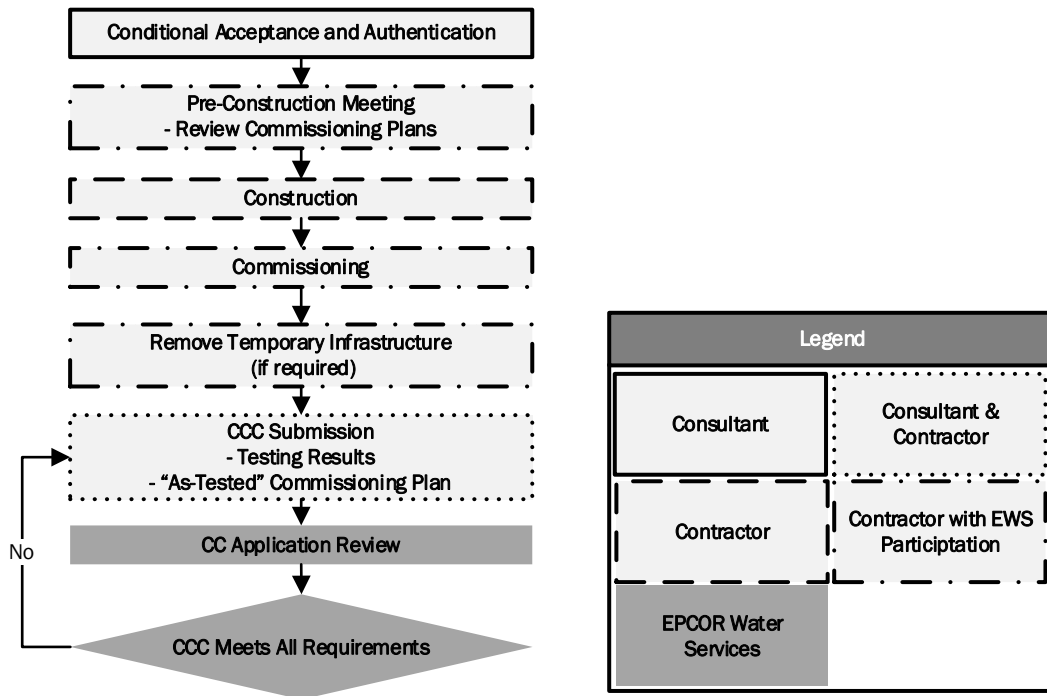 Conditional Acceptance and Authentication
Pre-Construction Meeting
- Review Commissioning Plans
Construction
Commissioning
Remove Temporary Infrastructure
(if required)
CCC Submission
- Testing Results
- “As-Tested” Commissioning Plan
No
CC Application Review
CCC Meets All Requirements
Legend
Consultant
Consultant &
Contractor
Contractor
Contractor with EWS
Participtation
EPCOR Water
Services